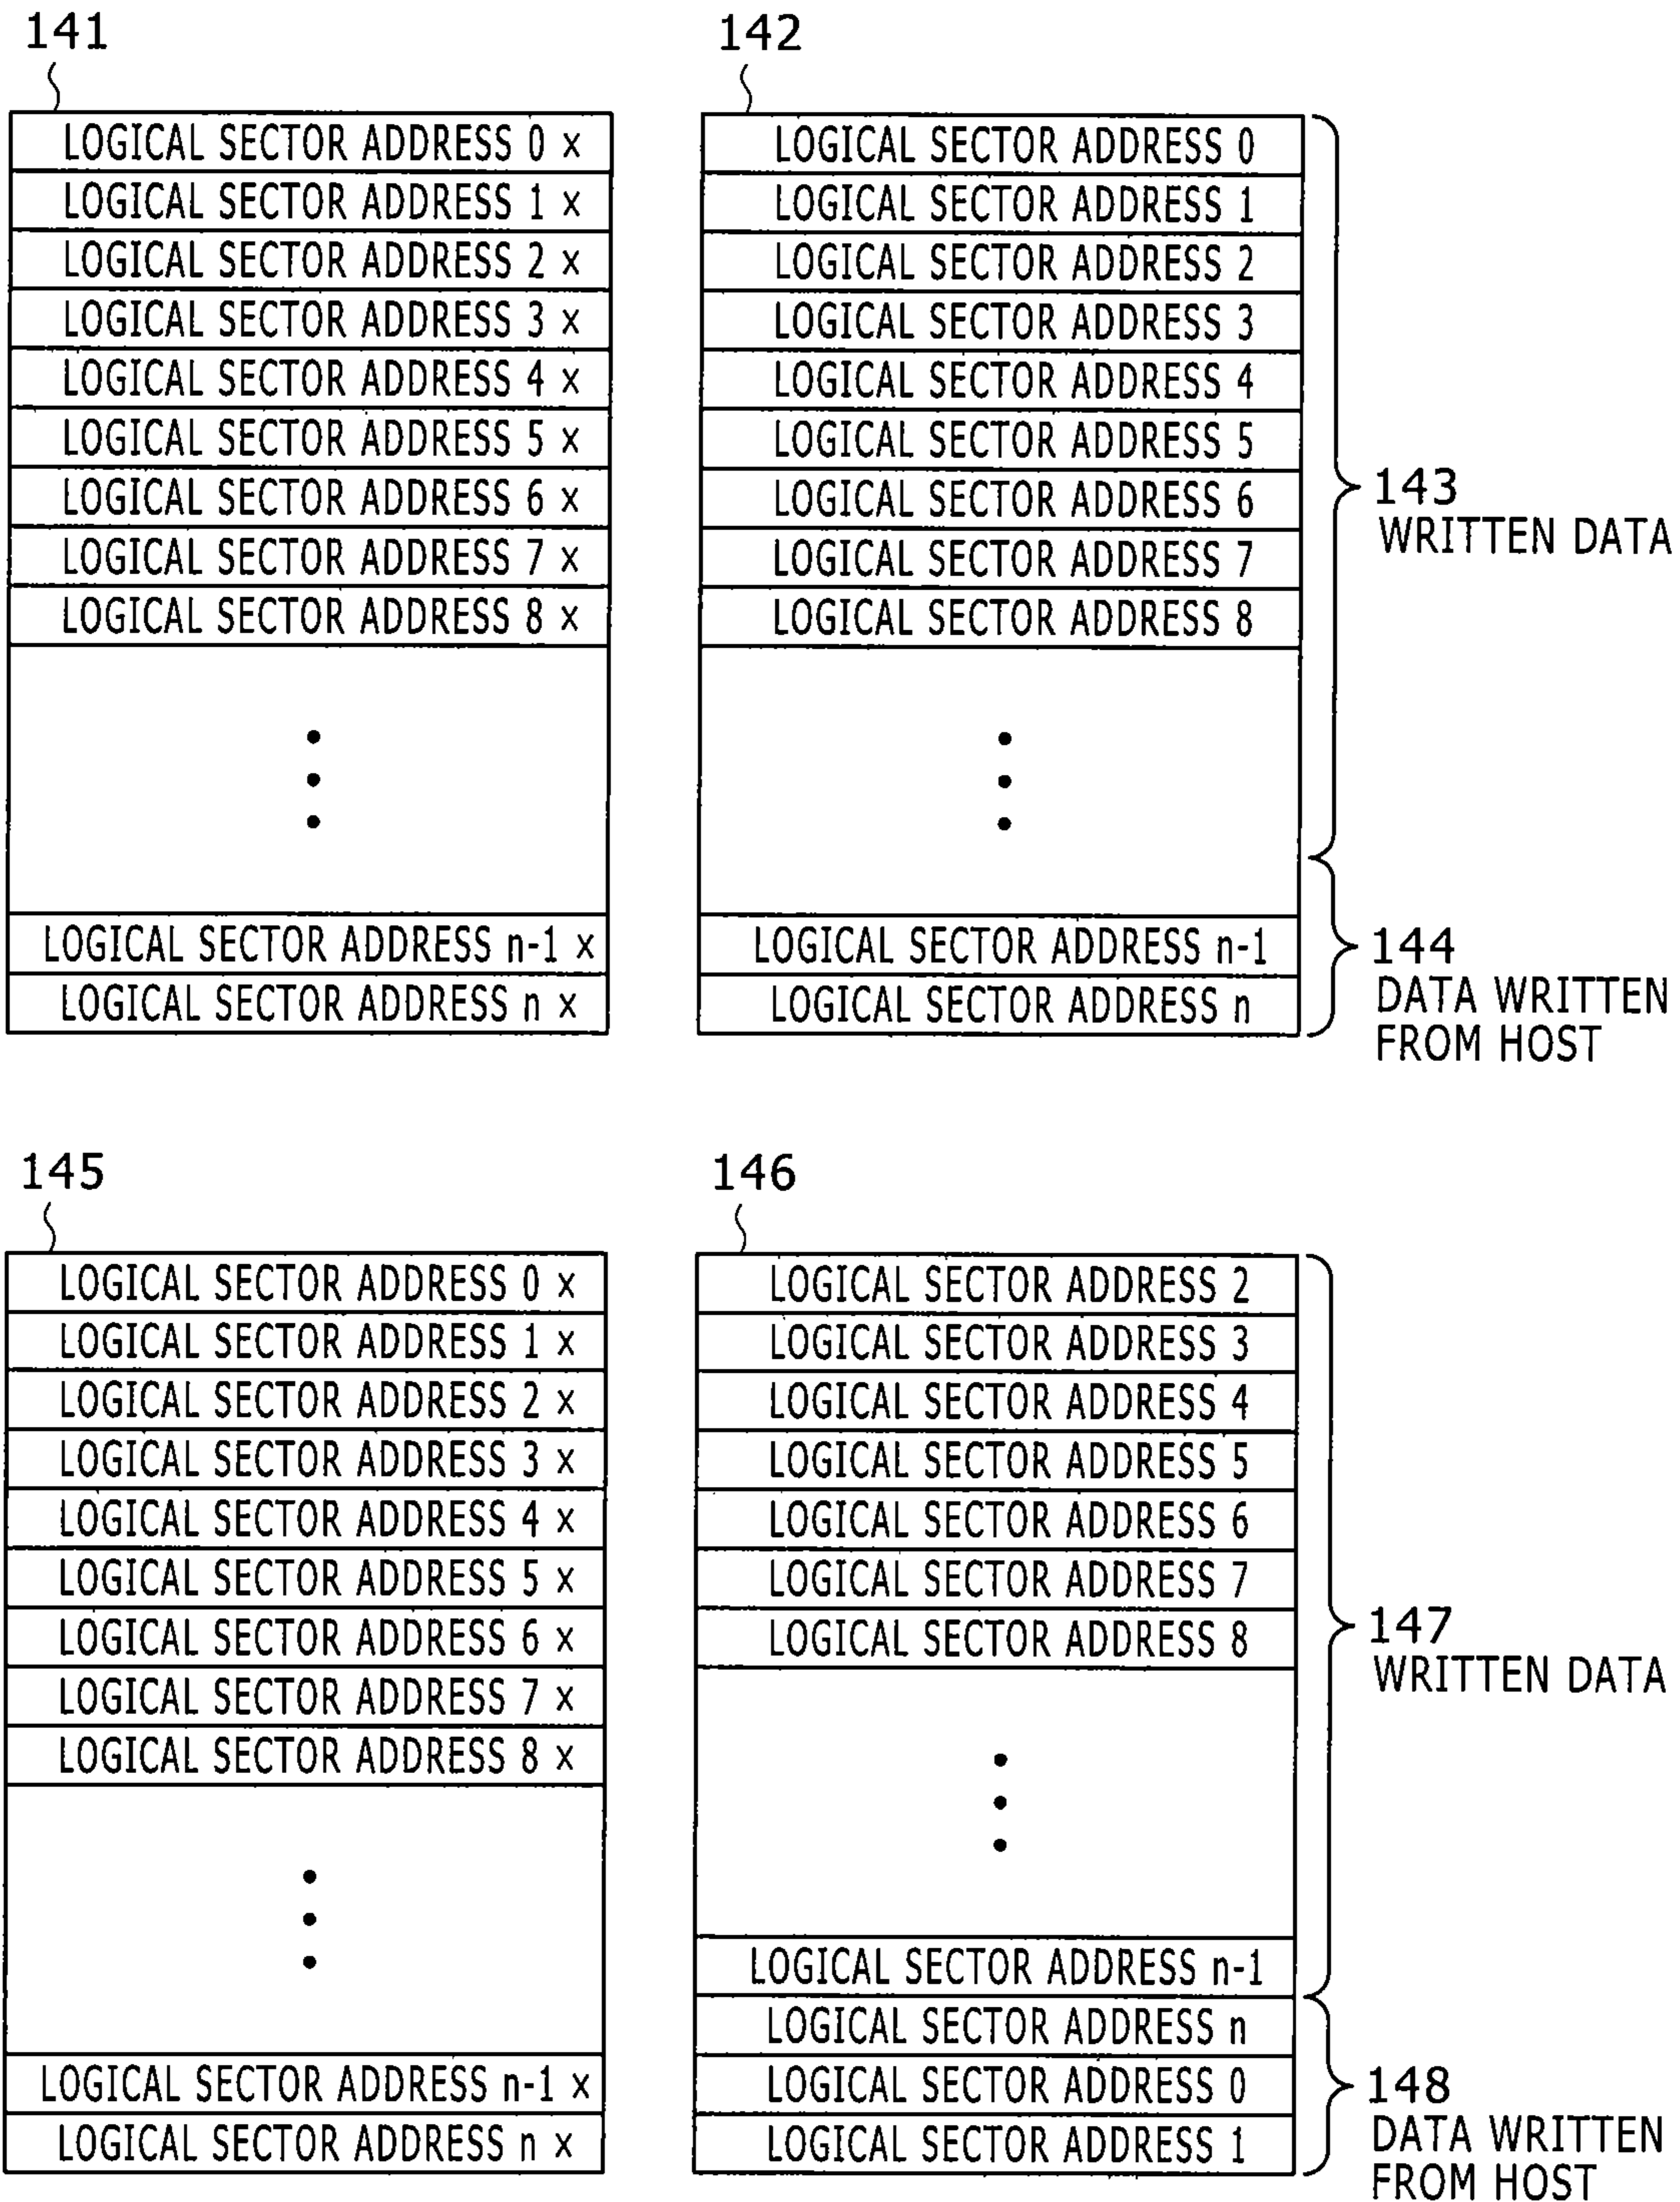 141
LOGICAL SECTOR ADDRESS 0 x
LOGICAL SECTOR ADDRESS 1 x
LOGICAL SECTOR ADDRESS 2 x
LOGICAL SECTOR ADDRESS 3 x
LOGICAL SECTOR ADDRESS 4 x
LOGICAL SECTOR ADDRESS 5 x
LOGICAL SECTOR ADDRESS 6 x
LOGICAL SECTOR ADDRESS 7 x
LOGICAL SECTOR ADDRESS 8 x
LOGICAL SECTOR ADDRESS n-1 x
LOGICAL SECTOR ADDRESS n x
142
LOGICAL SECTOR ADDRESS 0
LOGICAL SECTOR ADDRESS 1
LOGICAL SECTOR ADDRESS 2
LOGICAL SECTOR ADDRESS 3
LOGICAL SECTOR ADDRESS 4
LOGICAL SECTOR ADDRESS 5
LOGICAL SECTOR ADDRESS 6
LOGICAL SECTOR ADDRESS 7
LOGICAL SECTOR ADDRESS 8
LOGICAL SECTOR ADDRESS n-1
LOGICAL SECTOR ADDRESS n
143
WRITTEN DATA
144
DATA WRITTEN
FROM HOST
145
LOGICAL SECTOR ADDRESS 0 x
LOGICAL SECTOR ADDRESS 1 x
LOGICAL SECTOR ADDRESS 2 x
LOGICAL SECTOR ADDRESS 3 x
LOGICAL SECTOR ADDRESS 4 x
LOGICAL SECTOR ADDRESS 5 x
LOGICAL SECTOR ADDRESS 6 x
LOGICAL SECTOR ADDRESS 7 x
LOGICAL SECTOR ADDRESS 8 x
LOGICAL SECTOR ADDRESS n-1 x
LOGICAL SECTOR ADDRESS n x
146
LOGICAL SECTOR ADDRESS 2
LOGICAL SECTOR ADDRESS 3
LOGICAL SECTOR ADDRESS 4
LOGICAL SECTOR ADDRESS 5
LOGICAL SECTOR ADDRESS 6
LOGICAL SECTOR ADDRESS 7
LOGICAL SECTOR ADDRESS 8
LOGICAL SECTOR ADDRESS n-1
LOGICAL SECTOR ADDRESS n
LOGICAL SECTOR ADDRESS 0
LOGICAL SECTOR ADDRESS 1
147
WRITTEN DATA
148
DATA WRITTEN
FROM HOST